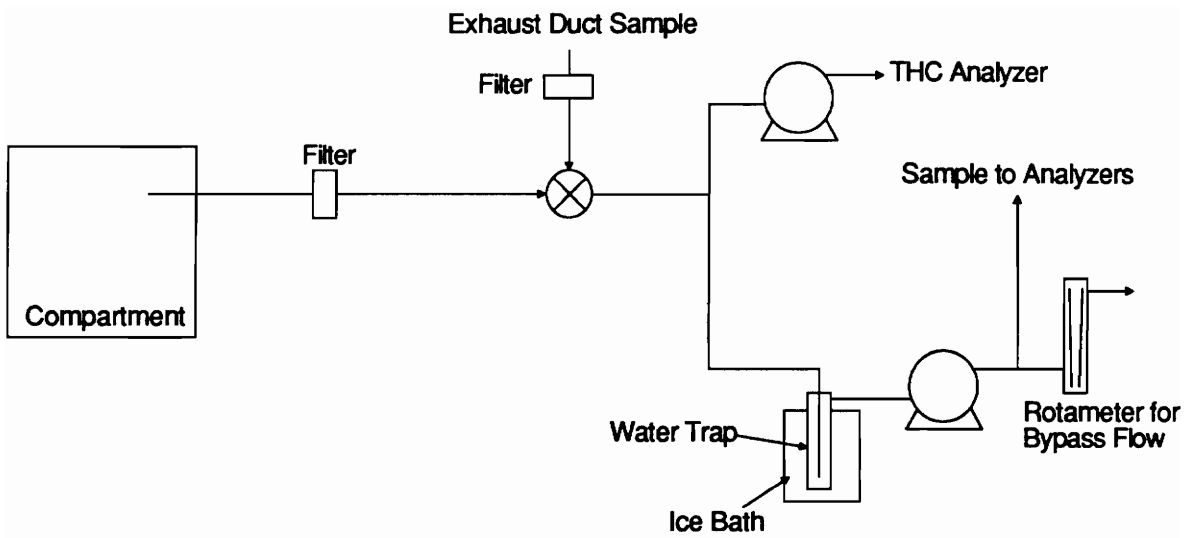 Exhaust Duct Sample
Filter
THC Analyzer
Filter
Sample to Analyzers
Compartment
Rotameter for
Bypass Flow
Water Trap
Ice Bath